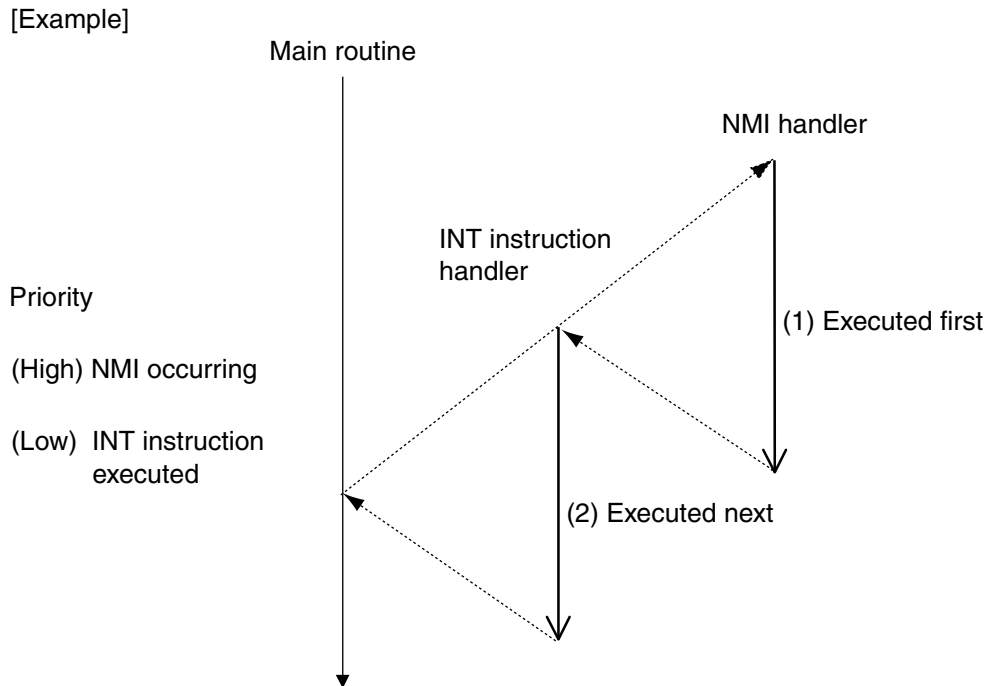 [Example]
Main routine
NMI handler
INT instruction
handler
Priority
(1) Executed first
(High) NMI occurring
(Low) INT instruction
executed
(2) Executed next